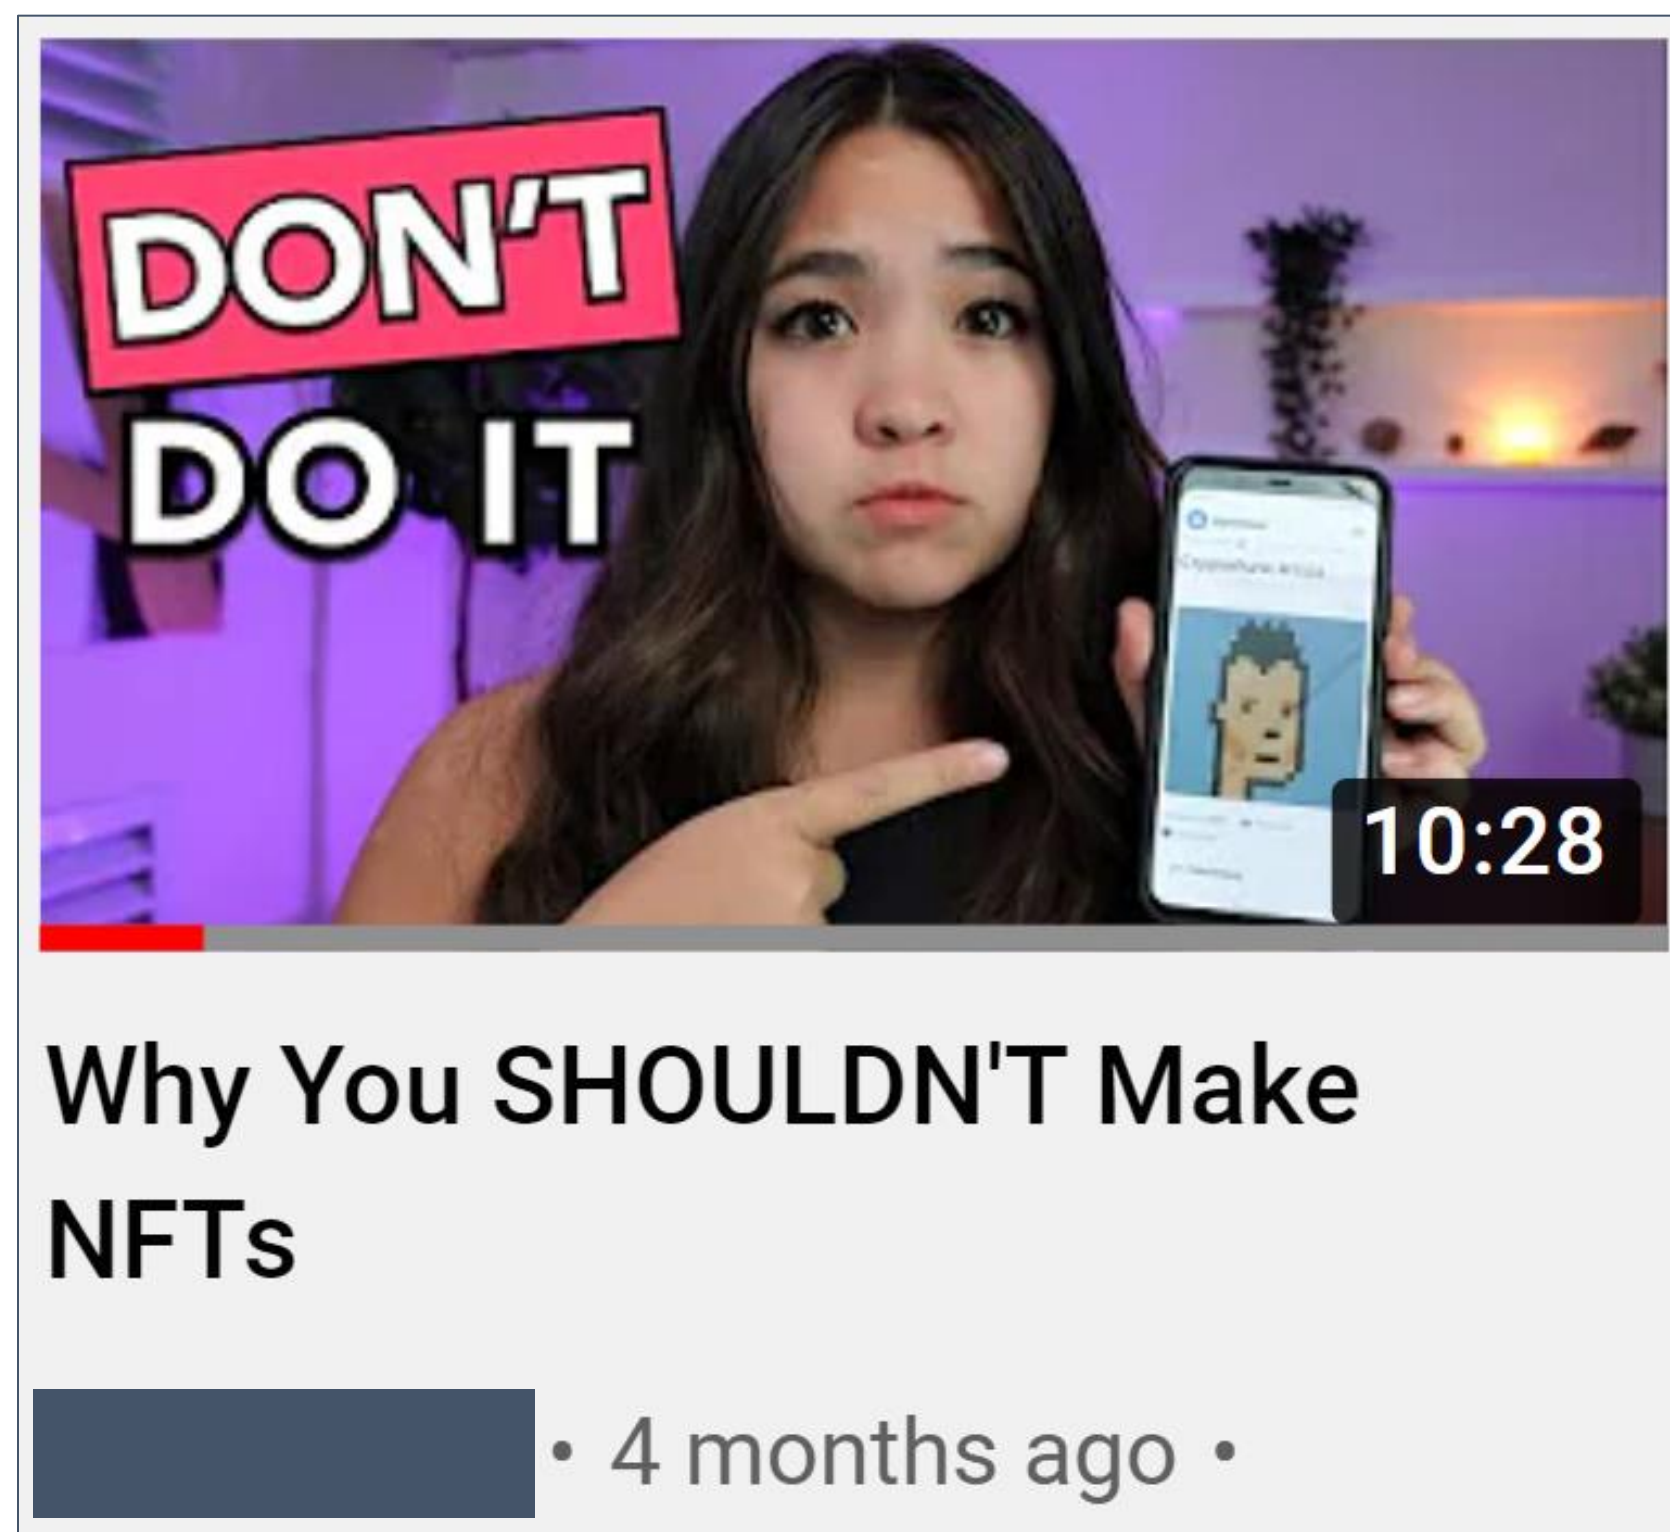 DON'T
DO IT
10:28
Why You SHOULDN'T Make
NFTs
• 4 months ago •